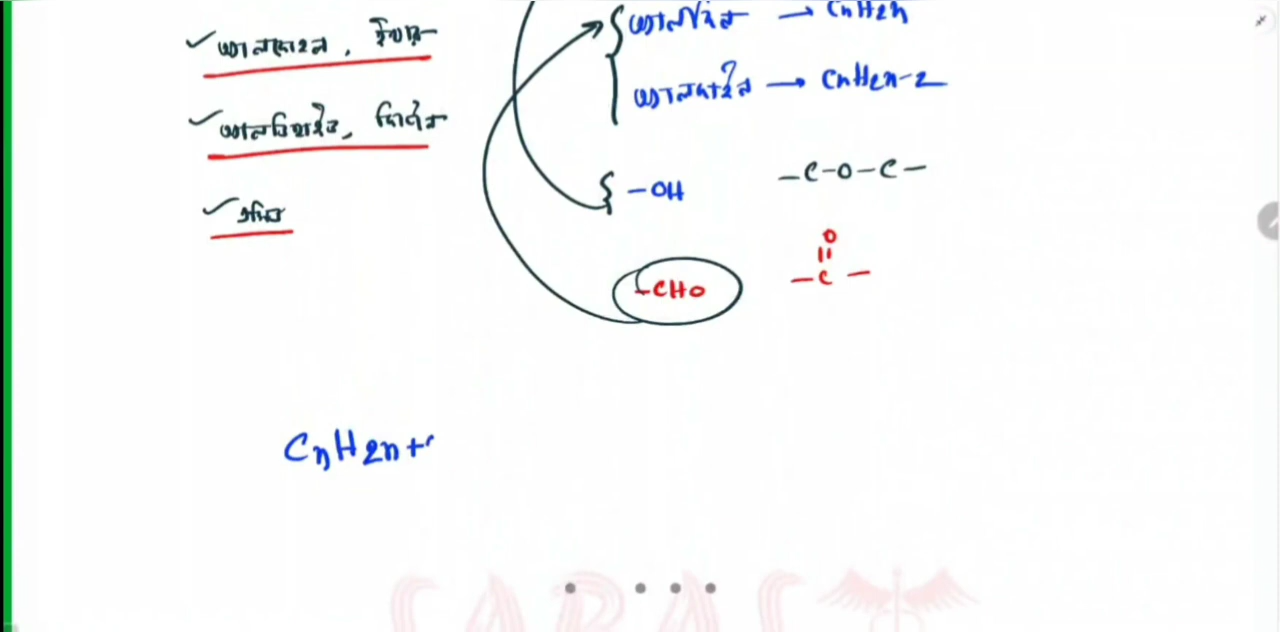 অ্যালকোহল, ইথার
অ্যালডিহাইড, কিটোন
এসিড
অ্যালকিন → CnH2n
অ্যালকাইন → CnH2n-2
-OH
-C-O-C-
O
-C-
-CHO
CnH2n+